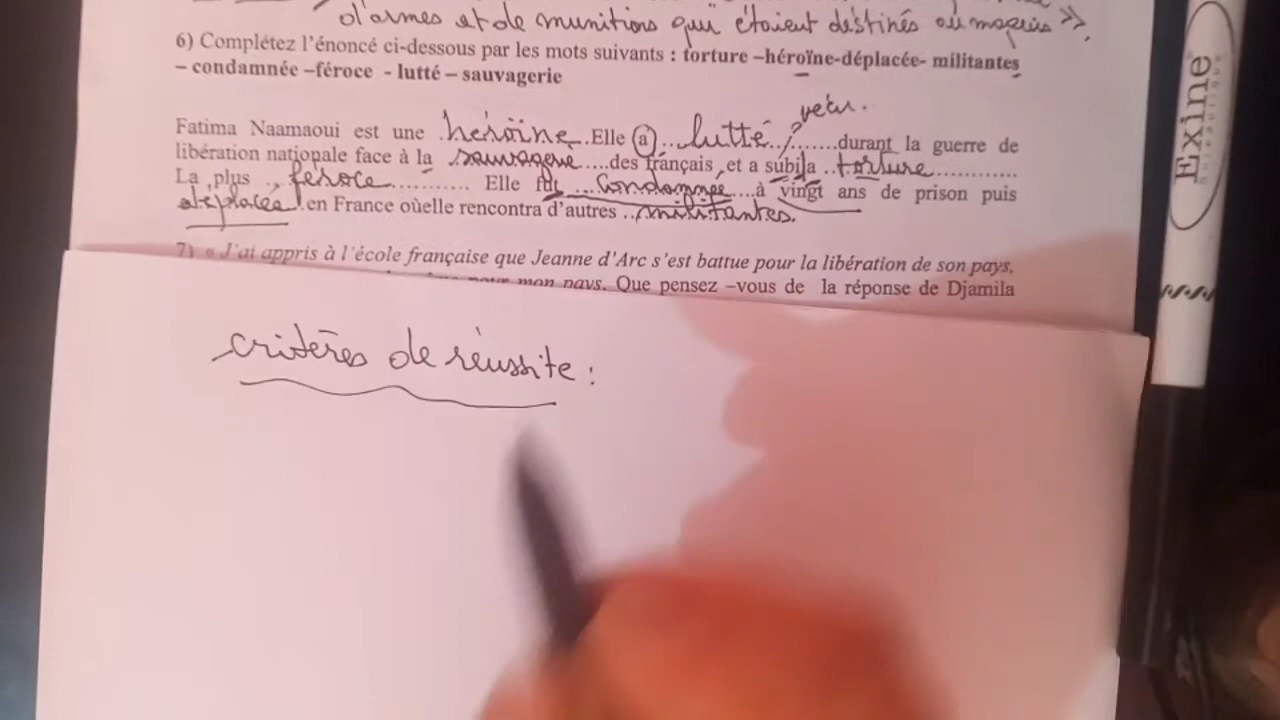 d'armes et de munitions qui étaient destinés au maquis ».
6) Complétez l'énoncé ci-dessous par les mots suivants : torture –héroïne-déplacée- militantes
– condamnée –féroce - lutté – sauvagerie
vécu.
Fatima Naamaoui est une héroïne .Elle a lutté ? durant la guerre de
libération nationale face à la sauvagerie .....des français , et a subi la ..torture.............
La plus .. féroce ........... Elle fut ...condamnée...à vingt ans de prison puis
déplacée .en France oùelle rencontra d'autres ..militantes.
7) « J'ai appris à l'école française que Jeanne d'Arc s'est battue pour la libération de son pays,
pour mon pays. Que pensez –vous de la réponse de Djamila
critères de réussite :
Exine